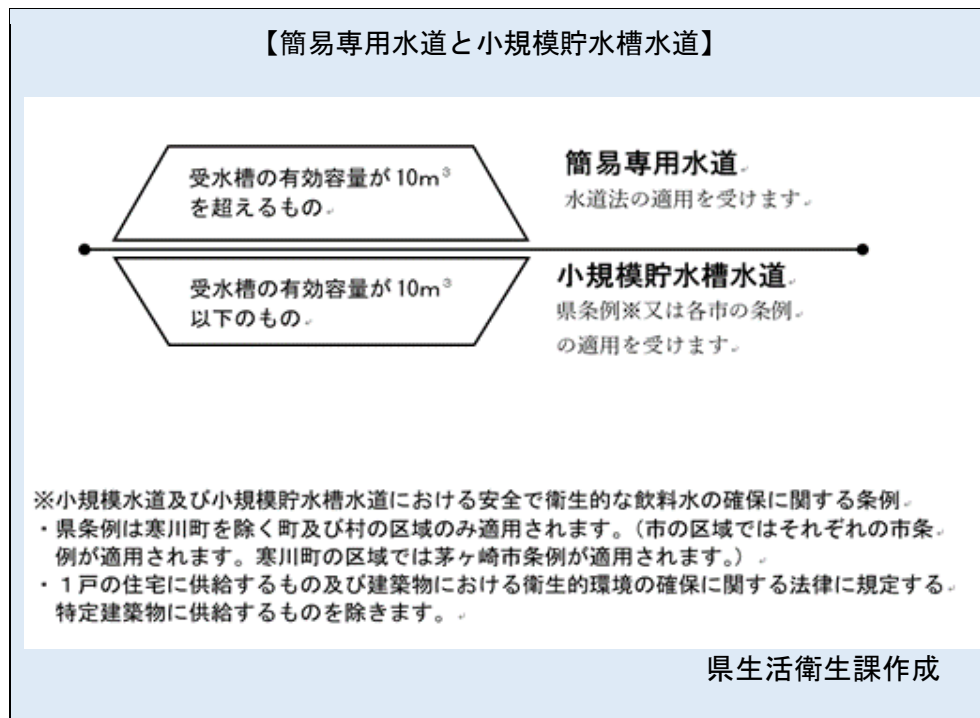 【簡易専用水道と小規模貯水槽水道】
受水槽の有効容量が10m³
を超えるもの
簡易専用水道
水道法の適用を受けます
受水槽の有効容量が10m³
以下のもの
小規模貯水槽水道
県条例※又は各市の条例
の適用を受けます
※小規模水道及び小規模貯水槽水道における安全で衛生的な飲料水の確保に関する条例
・県条例は寒川町を除く町及び村の区域のみ適用されます。（市の区域ではそれぞれの市条
例が適用されます。寒川町の区域では茅ヶ崎市条例が適用されます。）
・１戸の住宅に供給するもの及び建築物における衛生的環境の確保に関する法律に規定する
特定建築物に供給するものを除きます。
県生活衛生課作成